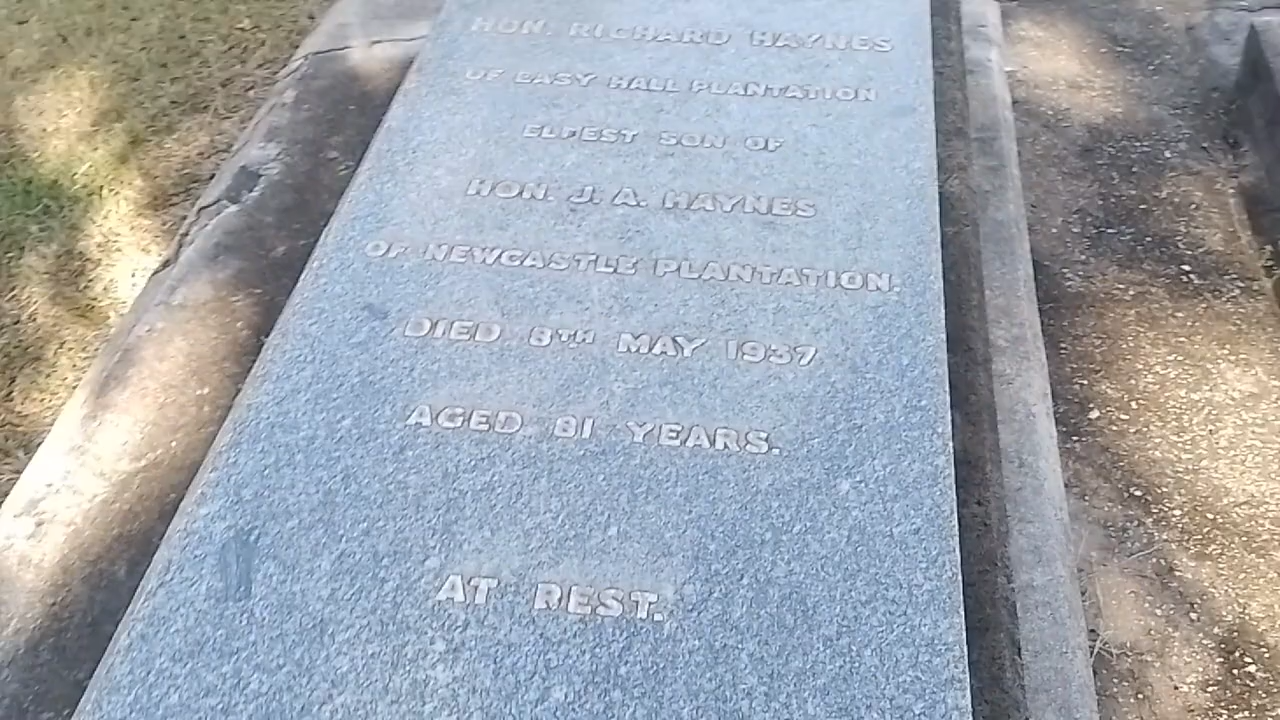 HON. RICHARD HAYNES
OF EASY HALL PLANTATION
ELDEST SON OF
HON. J. A. HAYNES
OF NEWCASTLE PLANTATION.
DIED 8TH MAY 1937
AGED 81 YEARS.
AT REST.